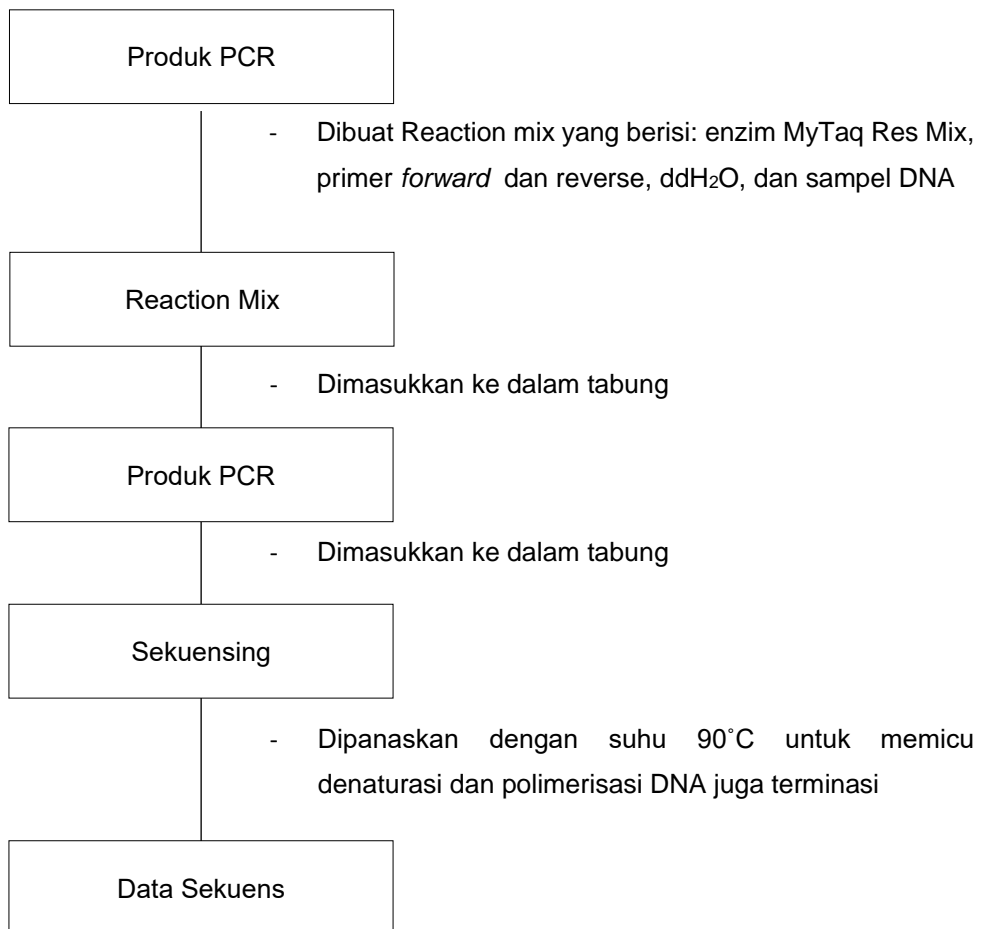 Produk PCR
- Dibuat Reaction mix yang berisi: enzim MyTaq Res Mix,
primer forward dan reverse, ddH₂O, dan sampel DNA
Reaction Mix
- Dimasukkan ke dalam tabung
Produk PCR
- Dimasukkan ke dalam tabung
Sekuensing
- Dipanaskan dengan suhu 90˚C untuk memicu
denaturasi dan polimerisasi DNA juga terminasi
Data Sekuens